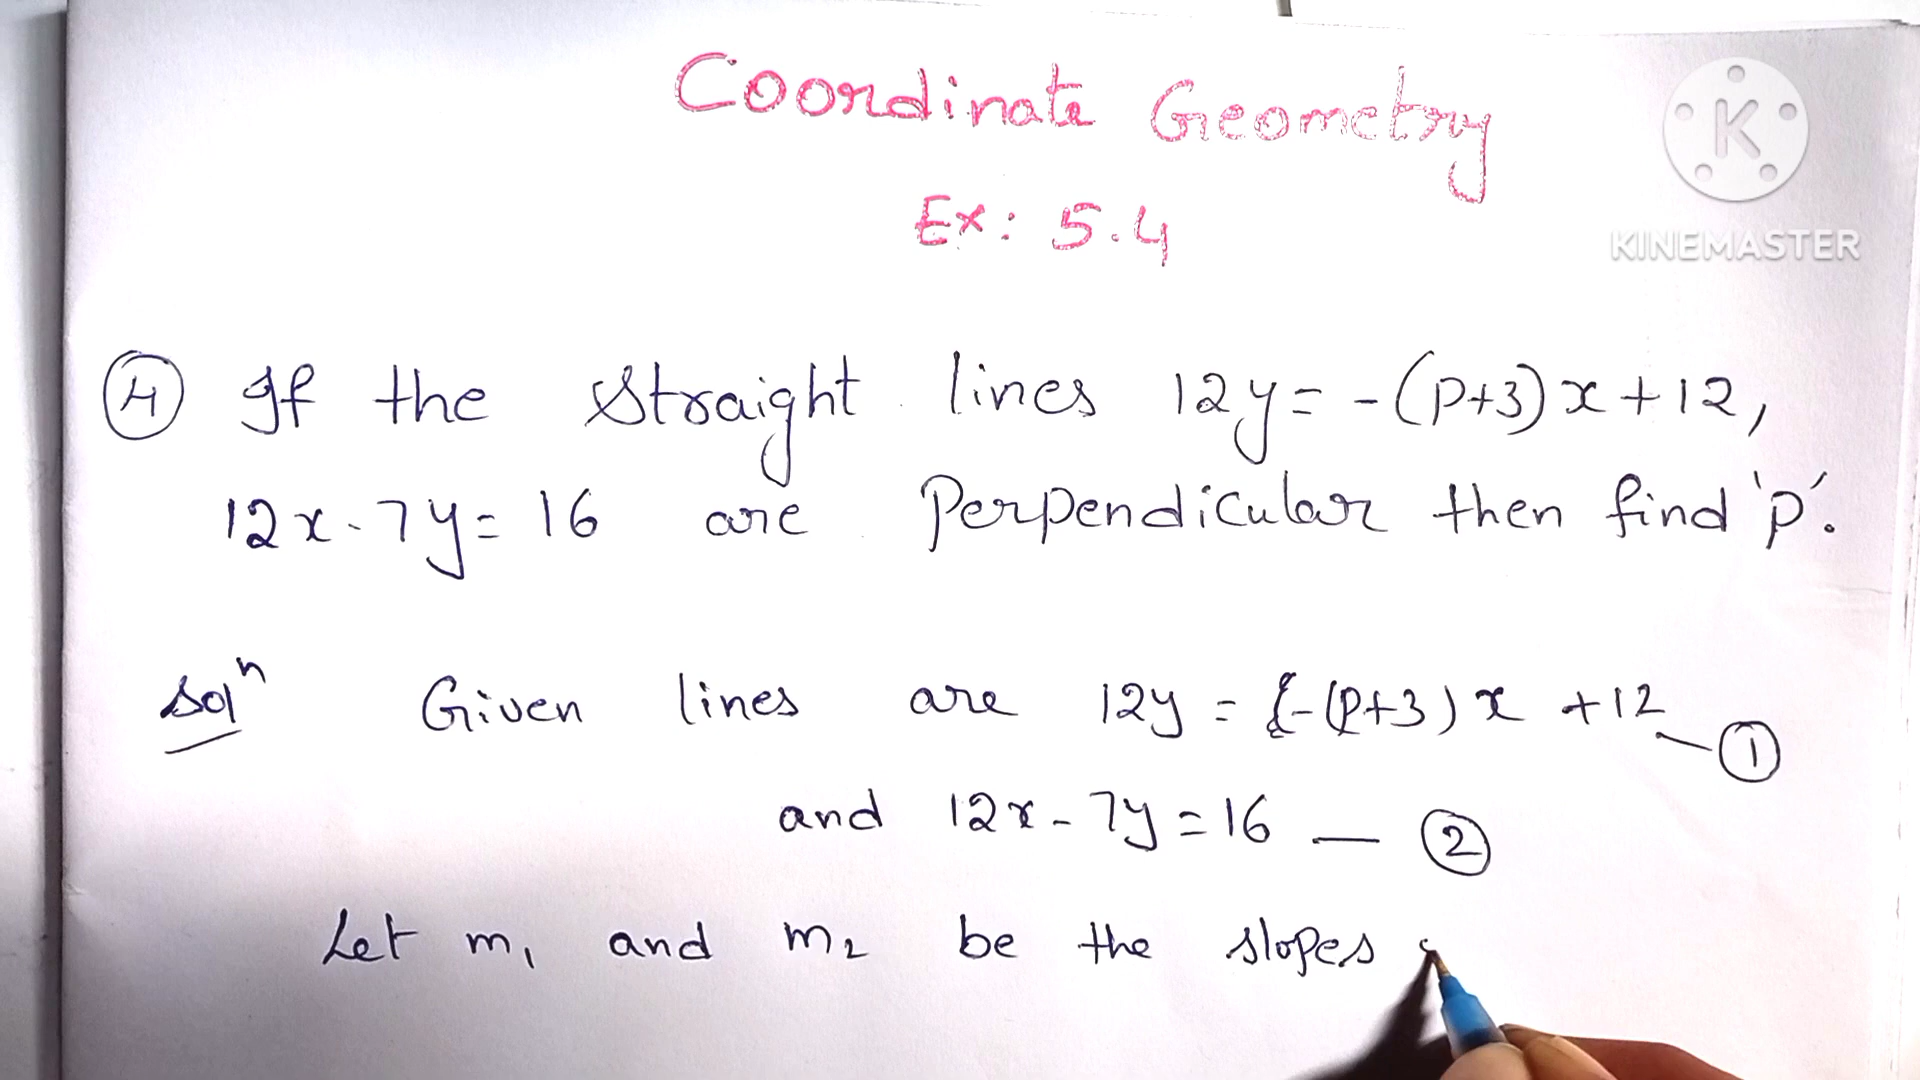 Coordinate Geometry
Ex: 5.4
K
KINEMASTER
④ If the straight lines 12y = -(p+3)x+12,
12x-7y=16 are Perpendicular then find 'p'.
Solⁿ Given lines are 12y = {-(p+3)x +12 — ①
and 12x-7y=16 — ②
Let m₁ and m₂ be the slopes